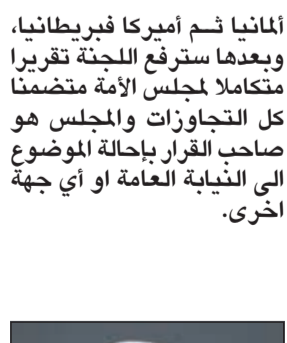 ألمانيا ثـم أميركا فبريطانيا،
وبعدها سترفع اللجنة تقريرا
متكاملا لمجلس الأمة متضمنا
كل التجاوزات والمجلس هو
صاحب القرار بإحالة الموضوع
الى النيابة العامة او أي جهة
اخرى.